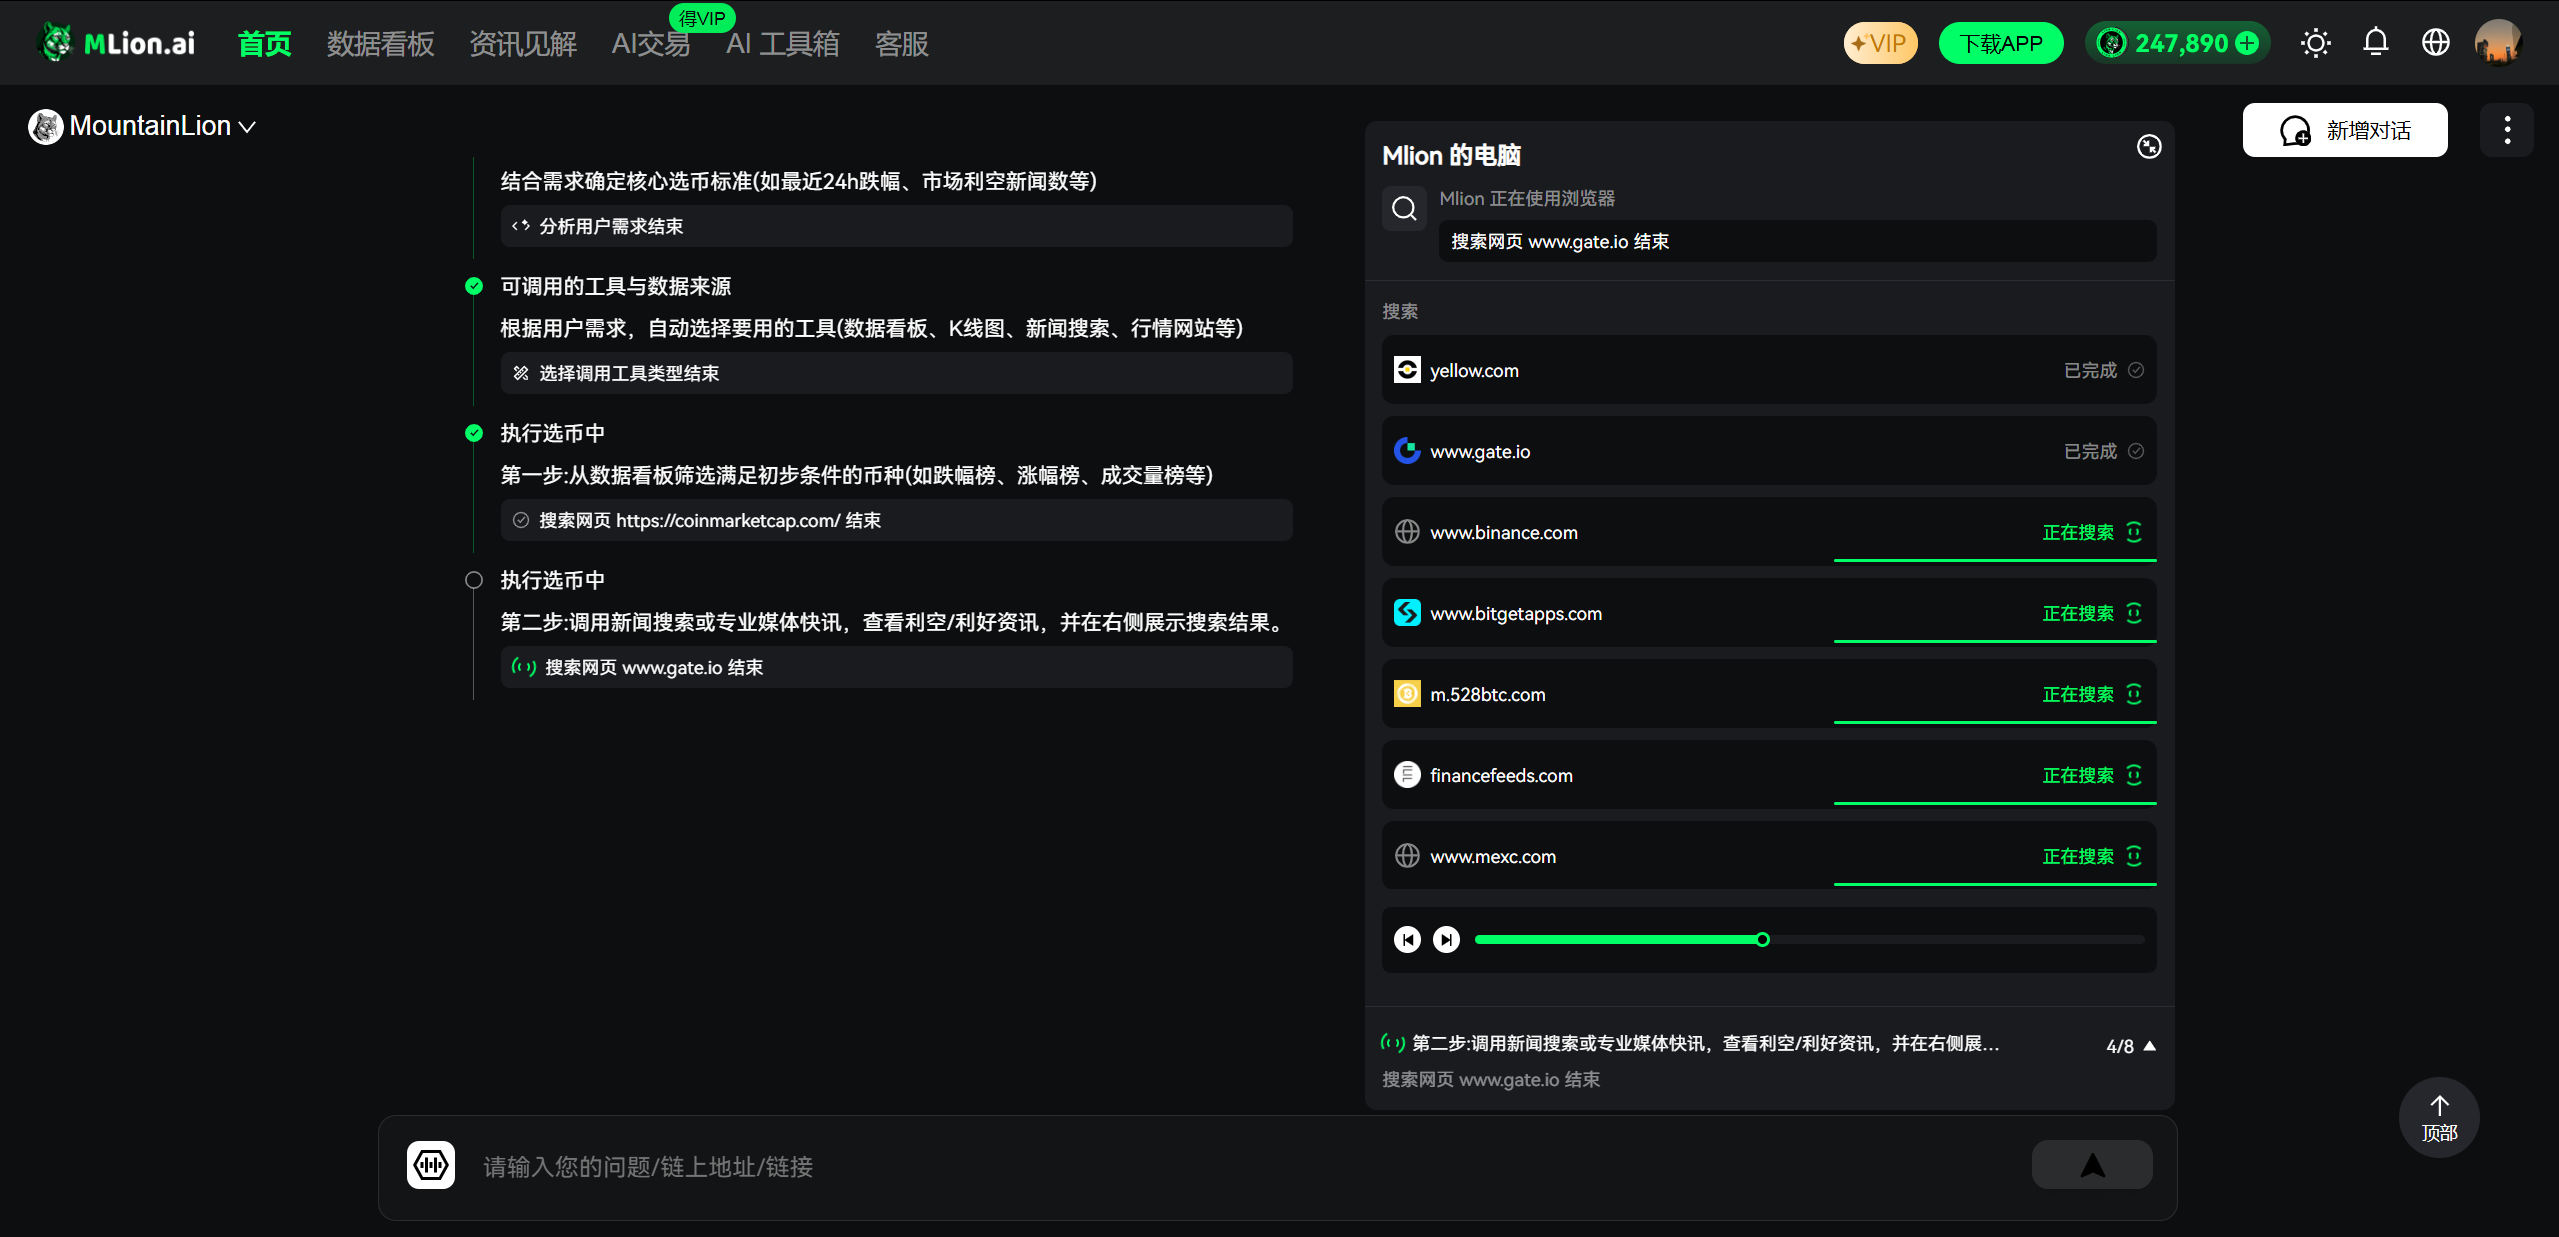 MLion.ai
首页
数据看板
资讯见解
AI交易
得VIP
AI 工具箱
客服
VIP
下载APP
247,890
MountainLion
新增对话
结合需求确定核心选币标准(如最近24h跌幅、市场利空新闻数等)
分析用户需求结束
可调用的工具与数据来源
根据用户需求，自动选择要用的工具(数据看板、K线图、新闻搜索、行情网站等)
选择调用工具类型结束
执行选币中
第一步:从数据看板筛选满足初步条件的币种(如跌幅榜、涨幅榜、成交量榜等)
搜索网页 https://coinmarketcap.com/ 结束
执行选币中
第二步:调用新闻搜索或专业媒体快讯，查看利空/利好资讯，并在右侧展示搜索结果。
搜索网页 www.gate.io 结束
Mlion 的电脑
Mlion 正在使用浏览器
搜索网页 www.gate.io 结束
搜索
yellow.com 已完成
www.gate.io 已完成
www.binance.com 正在搜索
www.bitgetapps.com 正在搜索
m.528btc.com 正在搜索
financefeeds.com 正在搜索
www.mexc.com 正在搜索
第二步:调用新闻搜索或专业媒体快讯，查看利空/利好资讯，并在右侧展... 4/8
搜索网页 www.gate.io 结束
顶部
请输入您的问题/链上地址/链接